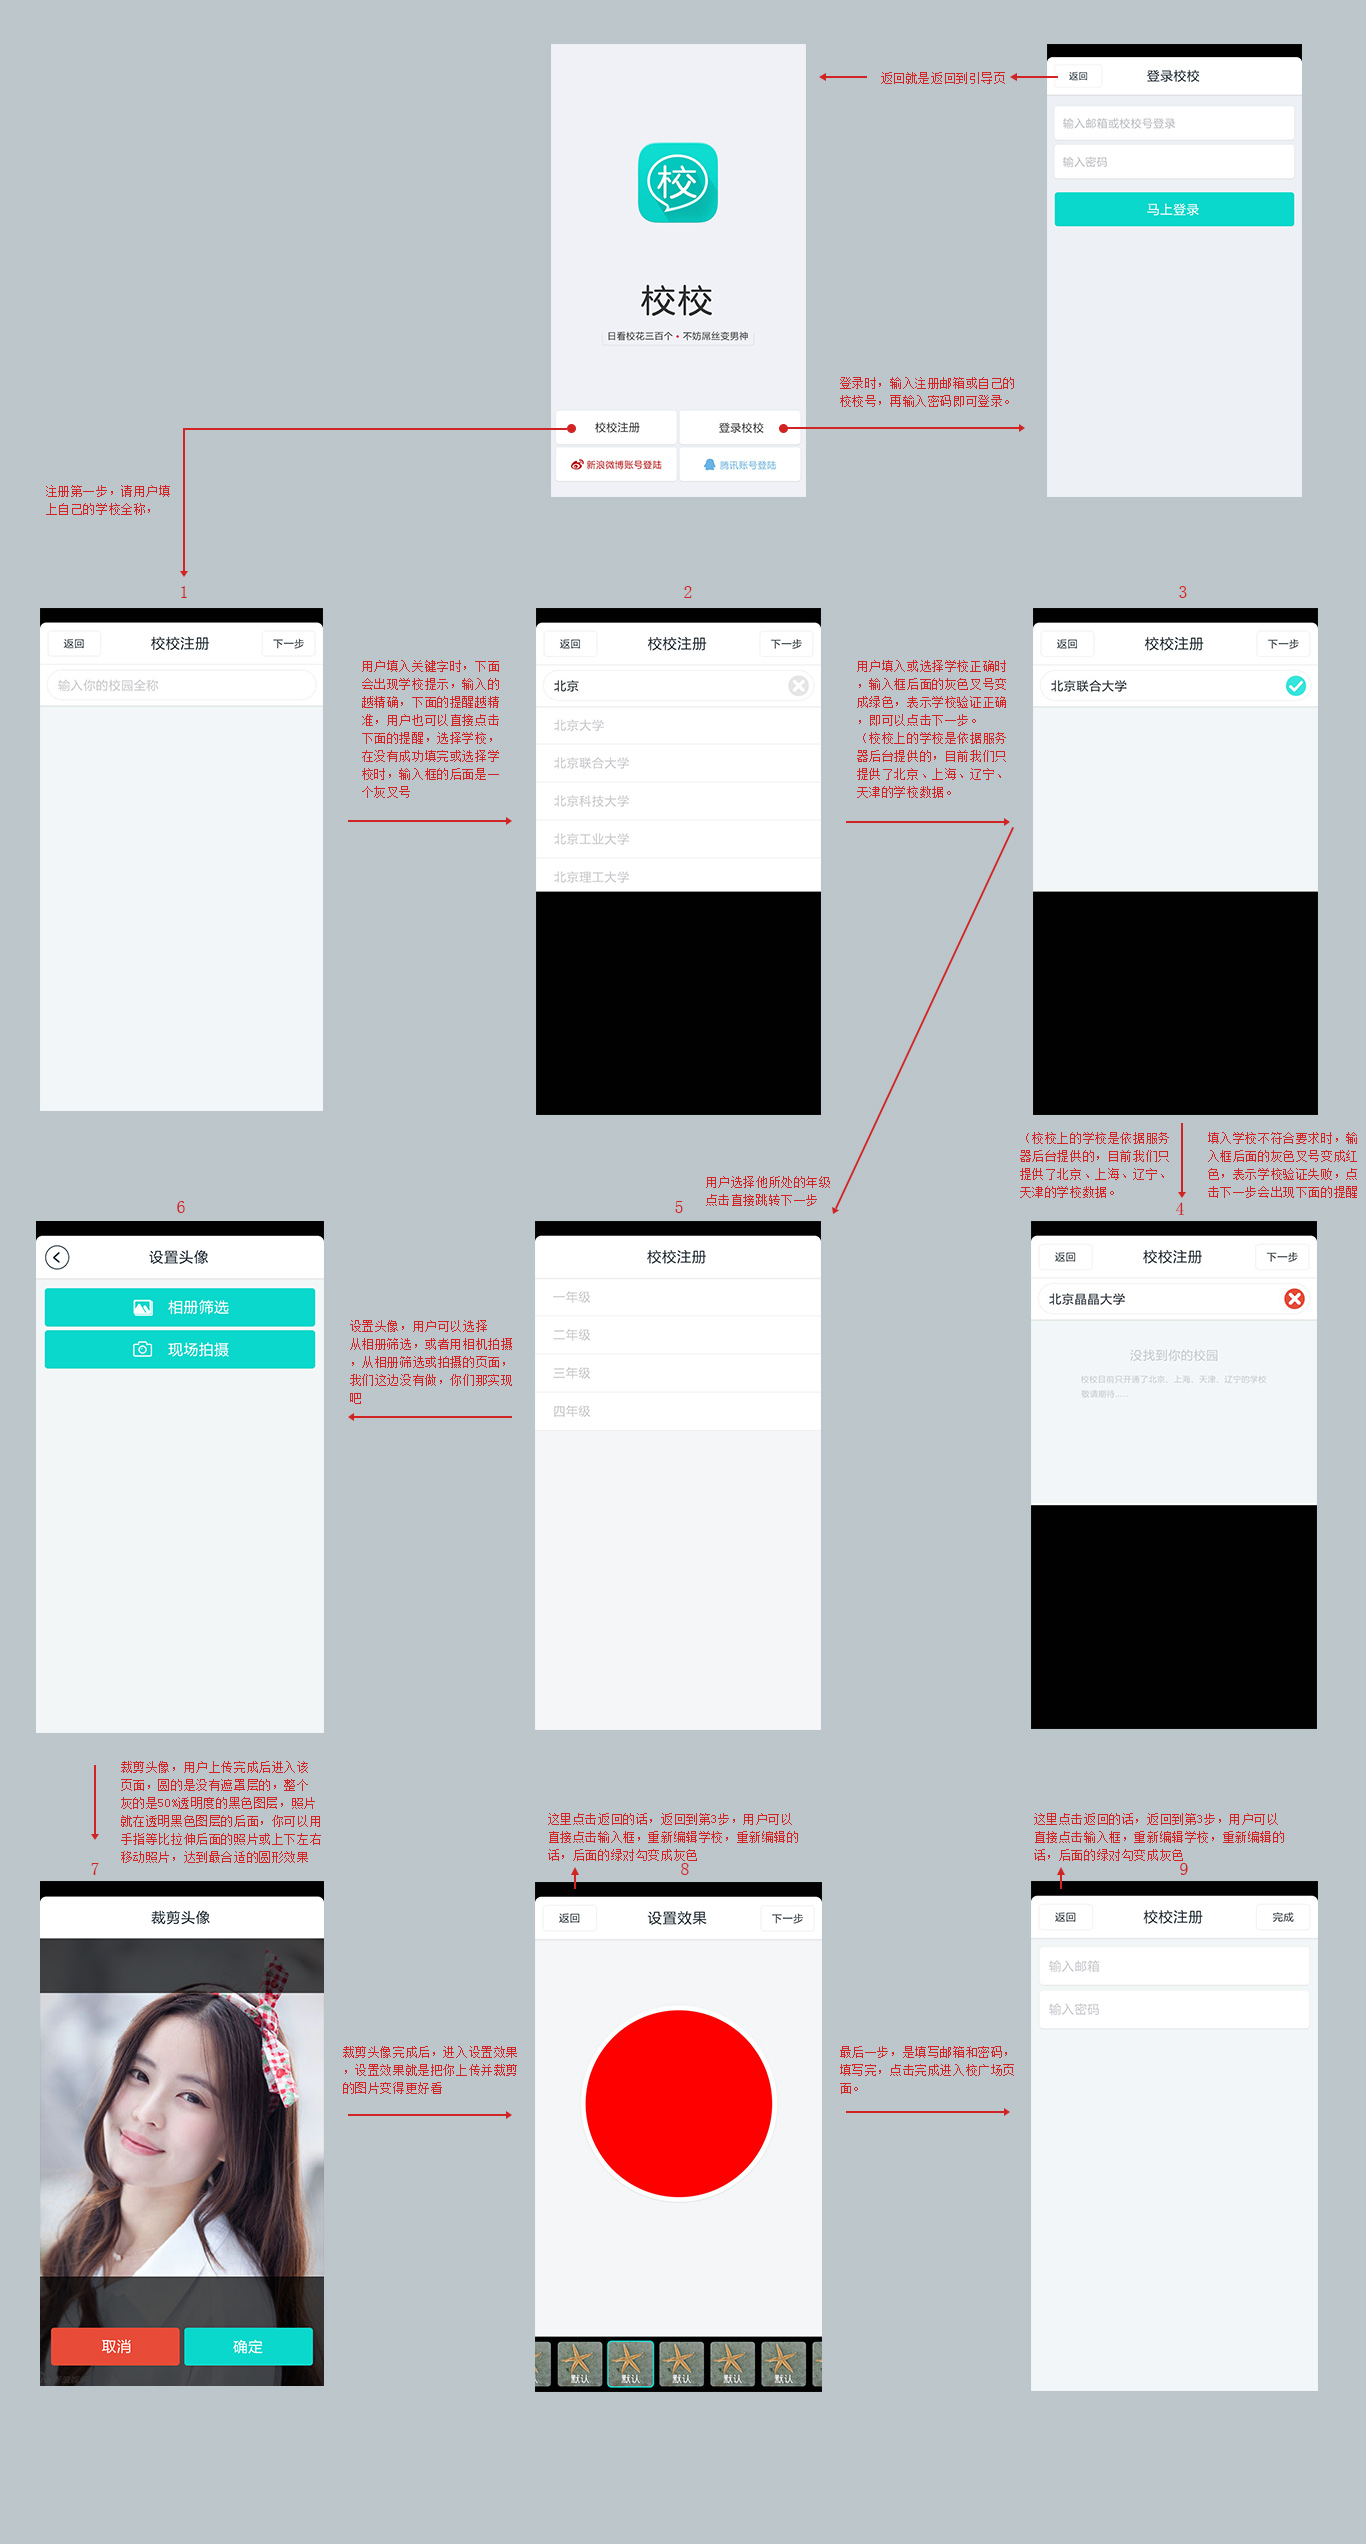 返回就是返回到引导页
返回
登录校校
输入邮箱或校校号登录
输入密码
马上登录
校
校校
日看校花三百个•不妨屌丝变男神
登录时，输入注册邮箱或自己的
校校号，再输入密码即可登录。
校校注册
登录校校
新浪微博账号登陆
腾讯账号登陆
注册第一步，请用户填
上自己的学校全称，
1
返回
校校注册
下一步
输入你的校园全称
用户填入关键字时，下面
会出现学校提示，输入的
越精确，下面的提醒越精
准，用户也可以直接点击
下面的提醒，选择学校，
在没有成功填完或选择学
校时，输入框的后面是一
个灰叉号
2
返回
校校注册
下一步
北京
北京大学
北京联合大学
北京科技大学
北京工业大学
北京理工大学
用户填入或选择学校正确时
，输入框后面的灰色叉号变
成绿色，表示学校验证正确
，即可以点击下一步。
（校校上的学校是依据服务
器后台提供的，目前我们只
提供了北京、上海、辽宁、
天津的学校数据。
3
返回
校校注册
下一步
北京联合大学
（校校上的学校是依据服务
器后台提供的，目前我们只
提供了北京、上海、辽宁、
天津的学校数据。
填入学校不符合要求时，输
入框后面的灰色叉号变成红
色，表示学校验证失败，点
击下一步会出现下面的提醒
4
返回
校校注册
下一步
北京晶晶大学
没找到你的校园
校校目前只开通了北京、上海、天津、辽宁的学校
敬请期待......
用户选择他所处的年级
点击直接跳转下一步
5
校校注册
一年级
二年级
三年级
四年级
设置头像，用户可以选择
从相册筛选，或者用相机拍摄
，从相册筛选或拍摄的页面，
我们这边没有做，你们那实现
吧
6
设置头像
相册筛选
现场拍摄
裁剪头像，用户上传完成后进入该
页面，圆的是没有遮罩层的，整个
灰的是50%透明度的黑色图层，照片
就在透明黑色图层的后面，你可以用
手指等比拉伸后面的照片或上下左右
移动照片，达到最合适的圆形效果
7
裁剪头像
取消
确定
裁剪头像完成后，进入设置效果
，设置效果就是把你上传并裁剪
的图片变得更好看
这里点击返回的话，返回到第3步，用户可以
直接点击输入框，重新编辑学校，重新编辑的
话，后面的绿对勾变成灰色
8
返回
设置效果
下一步
默认
默认
默认
默认
默认
最后一步，是填写邮箱和密码，
填写完，点击完成进入校广场页
面。
这里点击返回的话，返回到第3步，用户可以
直接点击输入框，重新编辑学校，重新编辑的
话，后面的绿对勾变成灰色
9
返回
校校注册
完成
输入邮箱
输入密码